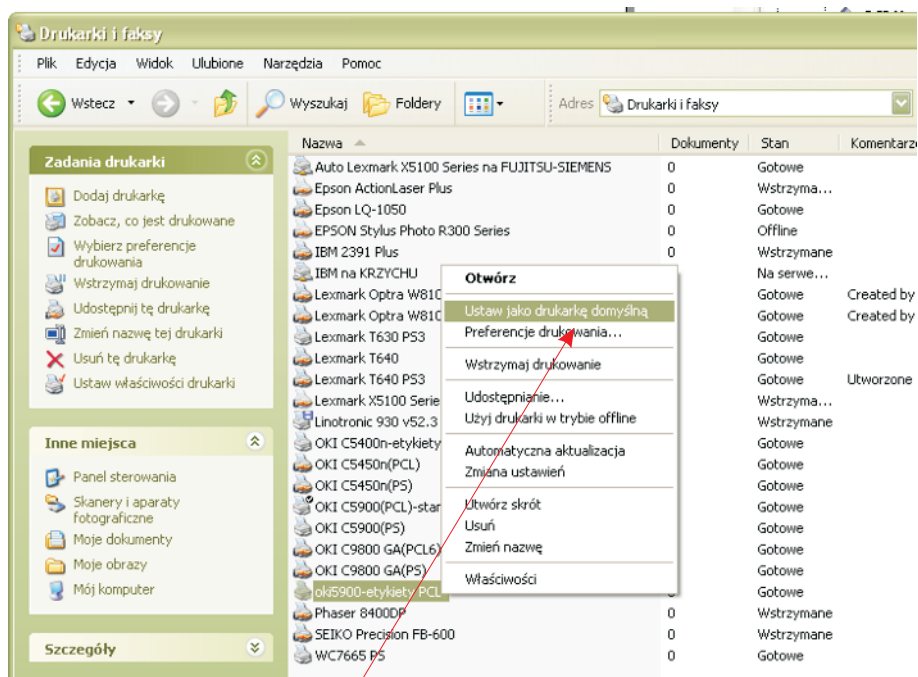 Drukarki i faksy
Plik Edycja Widok Ulubione Narzędzia Pomoc
Wstecz Wyszukaj Foldery Adres Drukarki i faksy
Zadania drukarki
Dodaj drukarkę
Zobacz, co jest drukowane
Wybierz preferencje
drukowania
Wstrzymaj drukowanie
Udostępnij tę drukarkę
Zmień nazwę tej drukarki
Usuń tę drukarkę
Ustaw właściwości drukarki
Inne miejsca
Panel sterowania
Skanery i aparaty
fotograficzne
Moje dokumenty
Moje obrazy
Mój komputer
Szczegóły
Nazwa Dokumenty Stan Komentarze
Auto Lexmark X5100 Series na FUJITSU-SIEMENS 0 Gotowe
Epson ActionLaser Plus 0 Wstrzyma...
Epson LQ-1050 0 Gotowe
EPSON Stylus Photo R300 Series 0 Offline
IBM 2391 Plus 0 Wstrzymane
IBM na KRZYCHU Na serwe...
Lexmark Optra W810 Gotowe Created by
Lexmark Optra W810 Gotowe Created by
Lexmark T630 PS3 Gotowe
Lexmark T640 Gotowe
Lexmark T640 PS3 Gotowe Utworzone
Lexmark X5100 Serie Wstrzyma...
Linotronic 930 v52.3 Wstrzymane
OKI C5400n-etykiety Gotowe
OKI C5450n(PCL) Gotowe
OKI C5450n(PS) Gotowe
OKI C5900(PCL)-star Gotowe
OKI C5900(PS) Gotowe
OKI C9800 GA(PCL6) Gotowe
OKI C9800 GA(PS) Gotowe
oki5900-etykiety PCL 0 Gotowe
Phaser 8400DP 0 Wstrzymane
SEIKO Precision FB-600 0 Wstrzymane
WC7665 PS 0 Gotowe
Otwórz
Ustaw jako drukarkę domyślną
Preferencje drukowania...
Wstrzymaj drukowanie
Udostępnianie...
Użyj drukarki w trybie offline
Automatyczna aktualizacja
Zmiana ustawień
Utwórz skrót
Usuń
Zmień nazwę
Właściwości